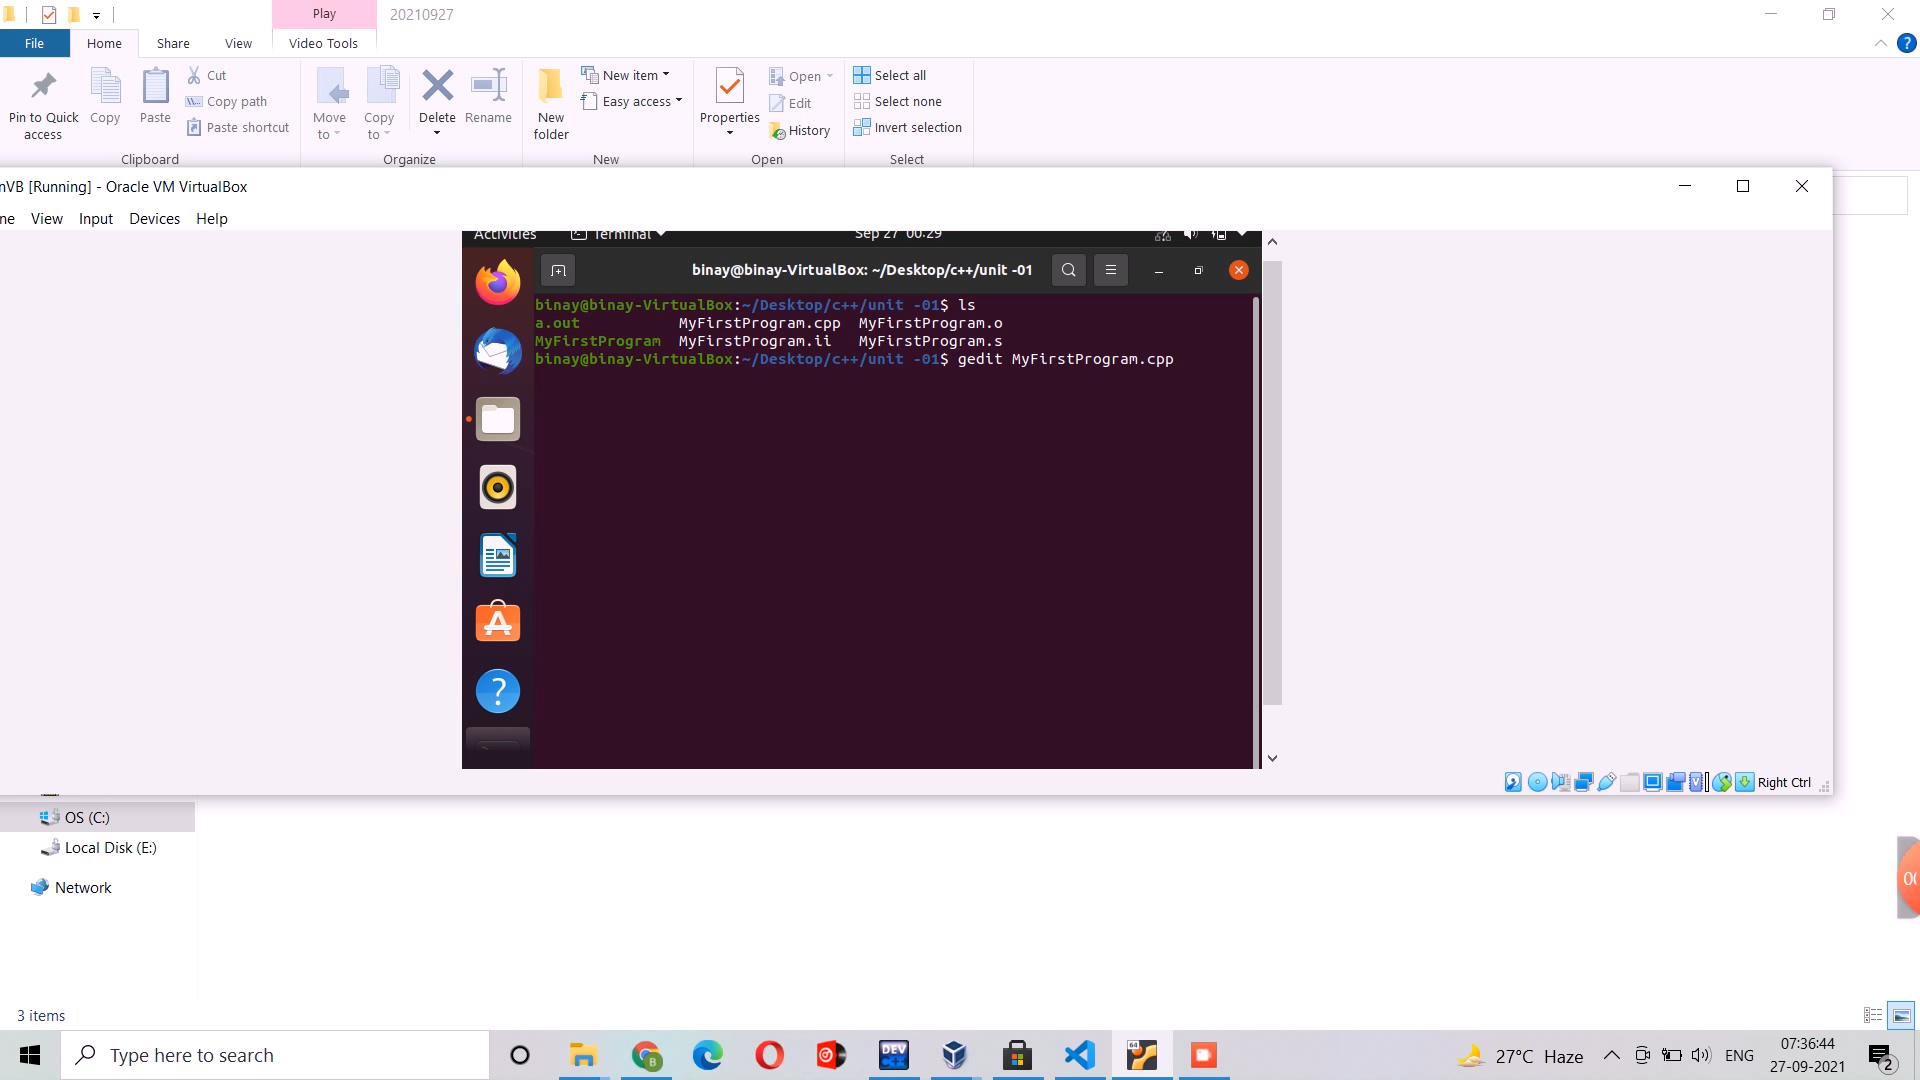 Play 20210927
File Home Share View Video Tools
Pin to Quick access
Copy
Paste
Cut
Copy path
Paste shortcut
Clipboard
Move to
Copy to
Delete
Rename
Organize
New folder
New item
Easy access
New
Properties
Open
Edit
History
Open
Select all
Select none
Invert selection
Select
nVB [Running] - Oracle VM VirtualBox
ne View Input Devices Help
Activities Terminal Sep 27 00:29
binay@binay-VirtualBox: ~/Desktop/c++/unit -01
binay@binay-VirtualBox:~/Desktop/c++/unit -01$ ls
a.out MyFirstProgram.cpp MyFirstProgram.o
MyFirstProgram MyFirstProgram.ii MyFirstProgram.s
binay@binay-VirtualBox:~/Desktop/c++/unit -01$ gedit MyFirstProgram.cpp
Right Ctrl
OS (C:)
Local Disk (E:)
Network
3 items
Type here to search
DEV C++
B
64
27°C Haze
ENG
07:36:44
27-09-2021
2